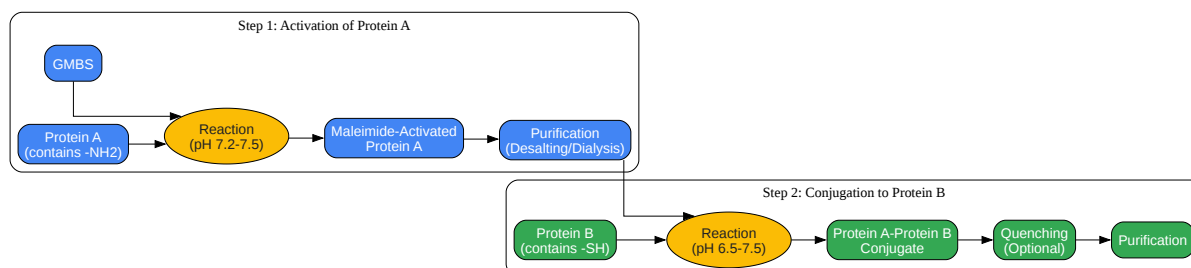 Step 1: Activation of Protein A
GMBS
Protein A
(contains -NH2)
Reaction
(pH 7.2-7.5)
Maleimide-Activated
Protein A
Purification
(Desalting/Dialysis)
Step 2: Conjugation to Protein B
Protein B
(contains -SH)
Reaction
(pH 6.5-7.5)
Protein A-Protein B
Conjugate
Quenching
(Optional)
Purification